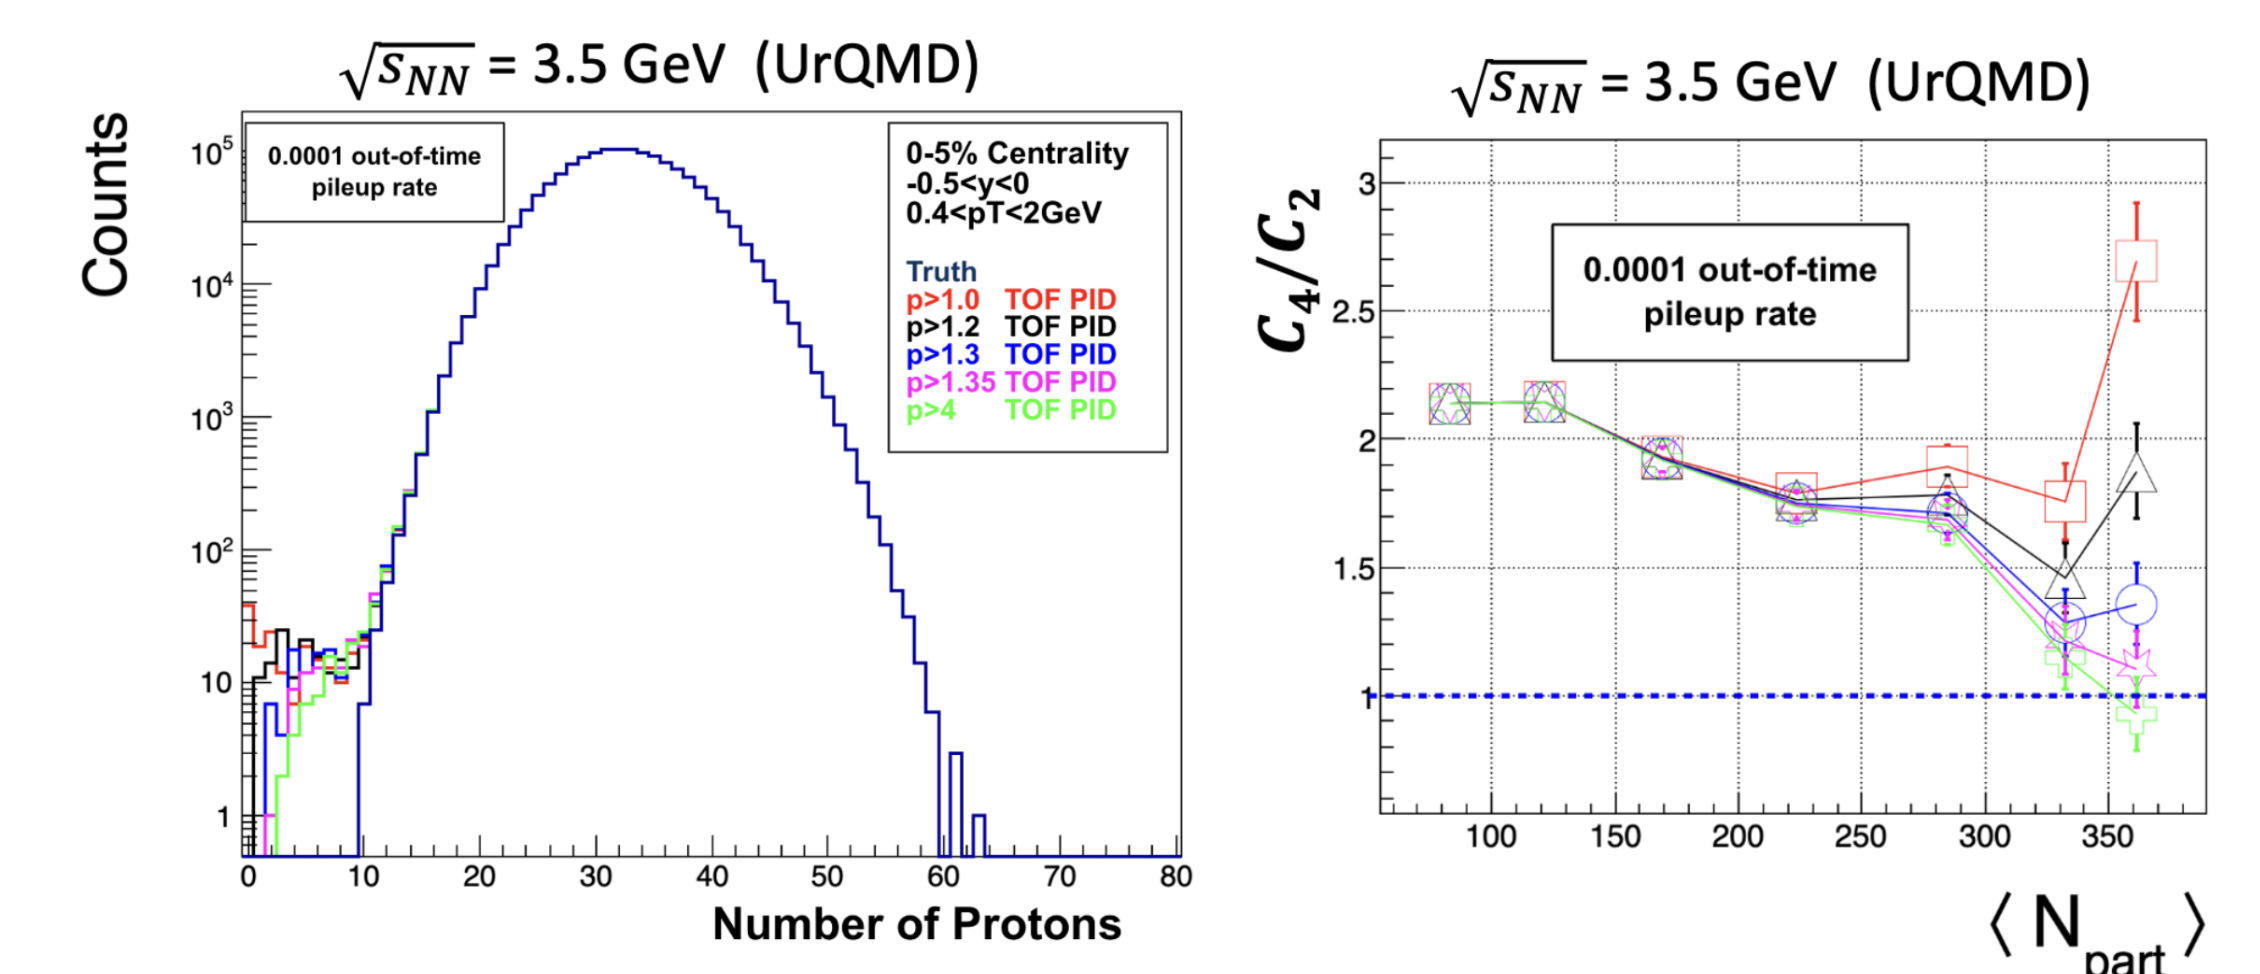 √s_NN = 3.5 GeV (UrQMD)
Counts
10^5
10^4
10^3
10^2
10
1
0.0001 out-of-time
pileup rate
0-5% Centrality
-0.5<y<0
0.4<pT<2GeV
Truth
p>1.0 TOF PID
p>1.2 TOF PID
p>1.3 TOF PID
p>1.35 TOF PID
p>4 TOF PID
0 10 20 30 40 50 60 70 80
Number of Protons
√s_NN = 3.5 GeV (UrQMD)
C_4/C_2
3
2.5
2
1.5
1
0.0001 out-of-time
pileup rate
100 150 200 250 300 350
⟨ N_part ⟩